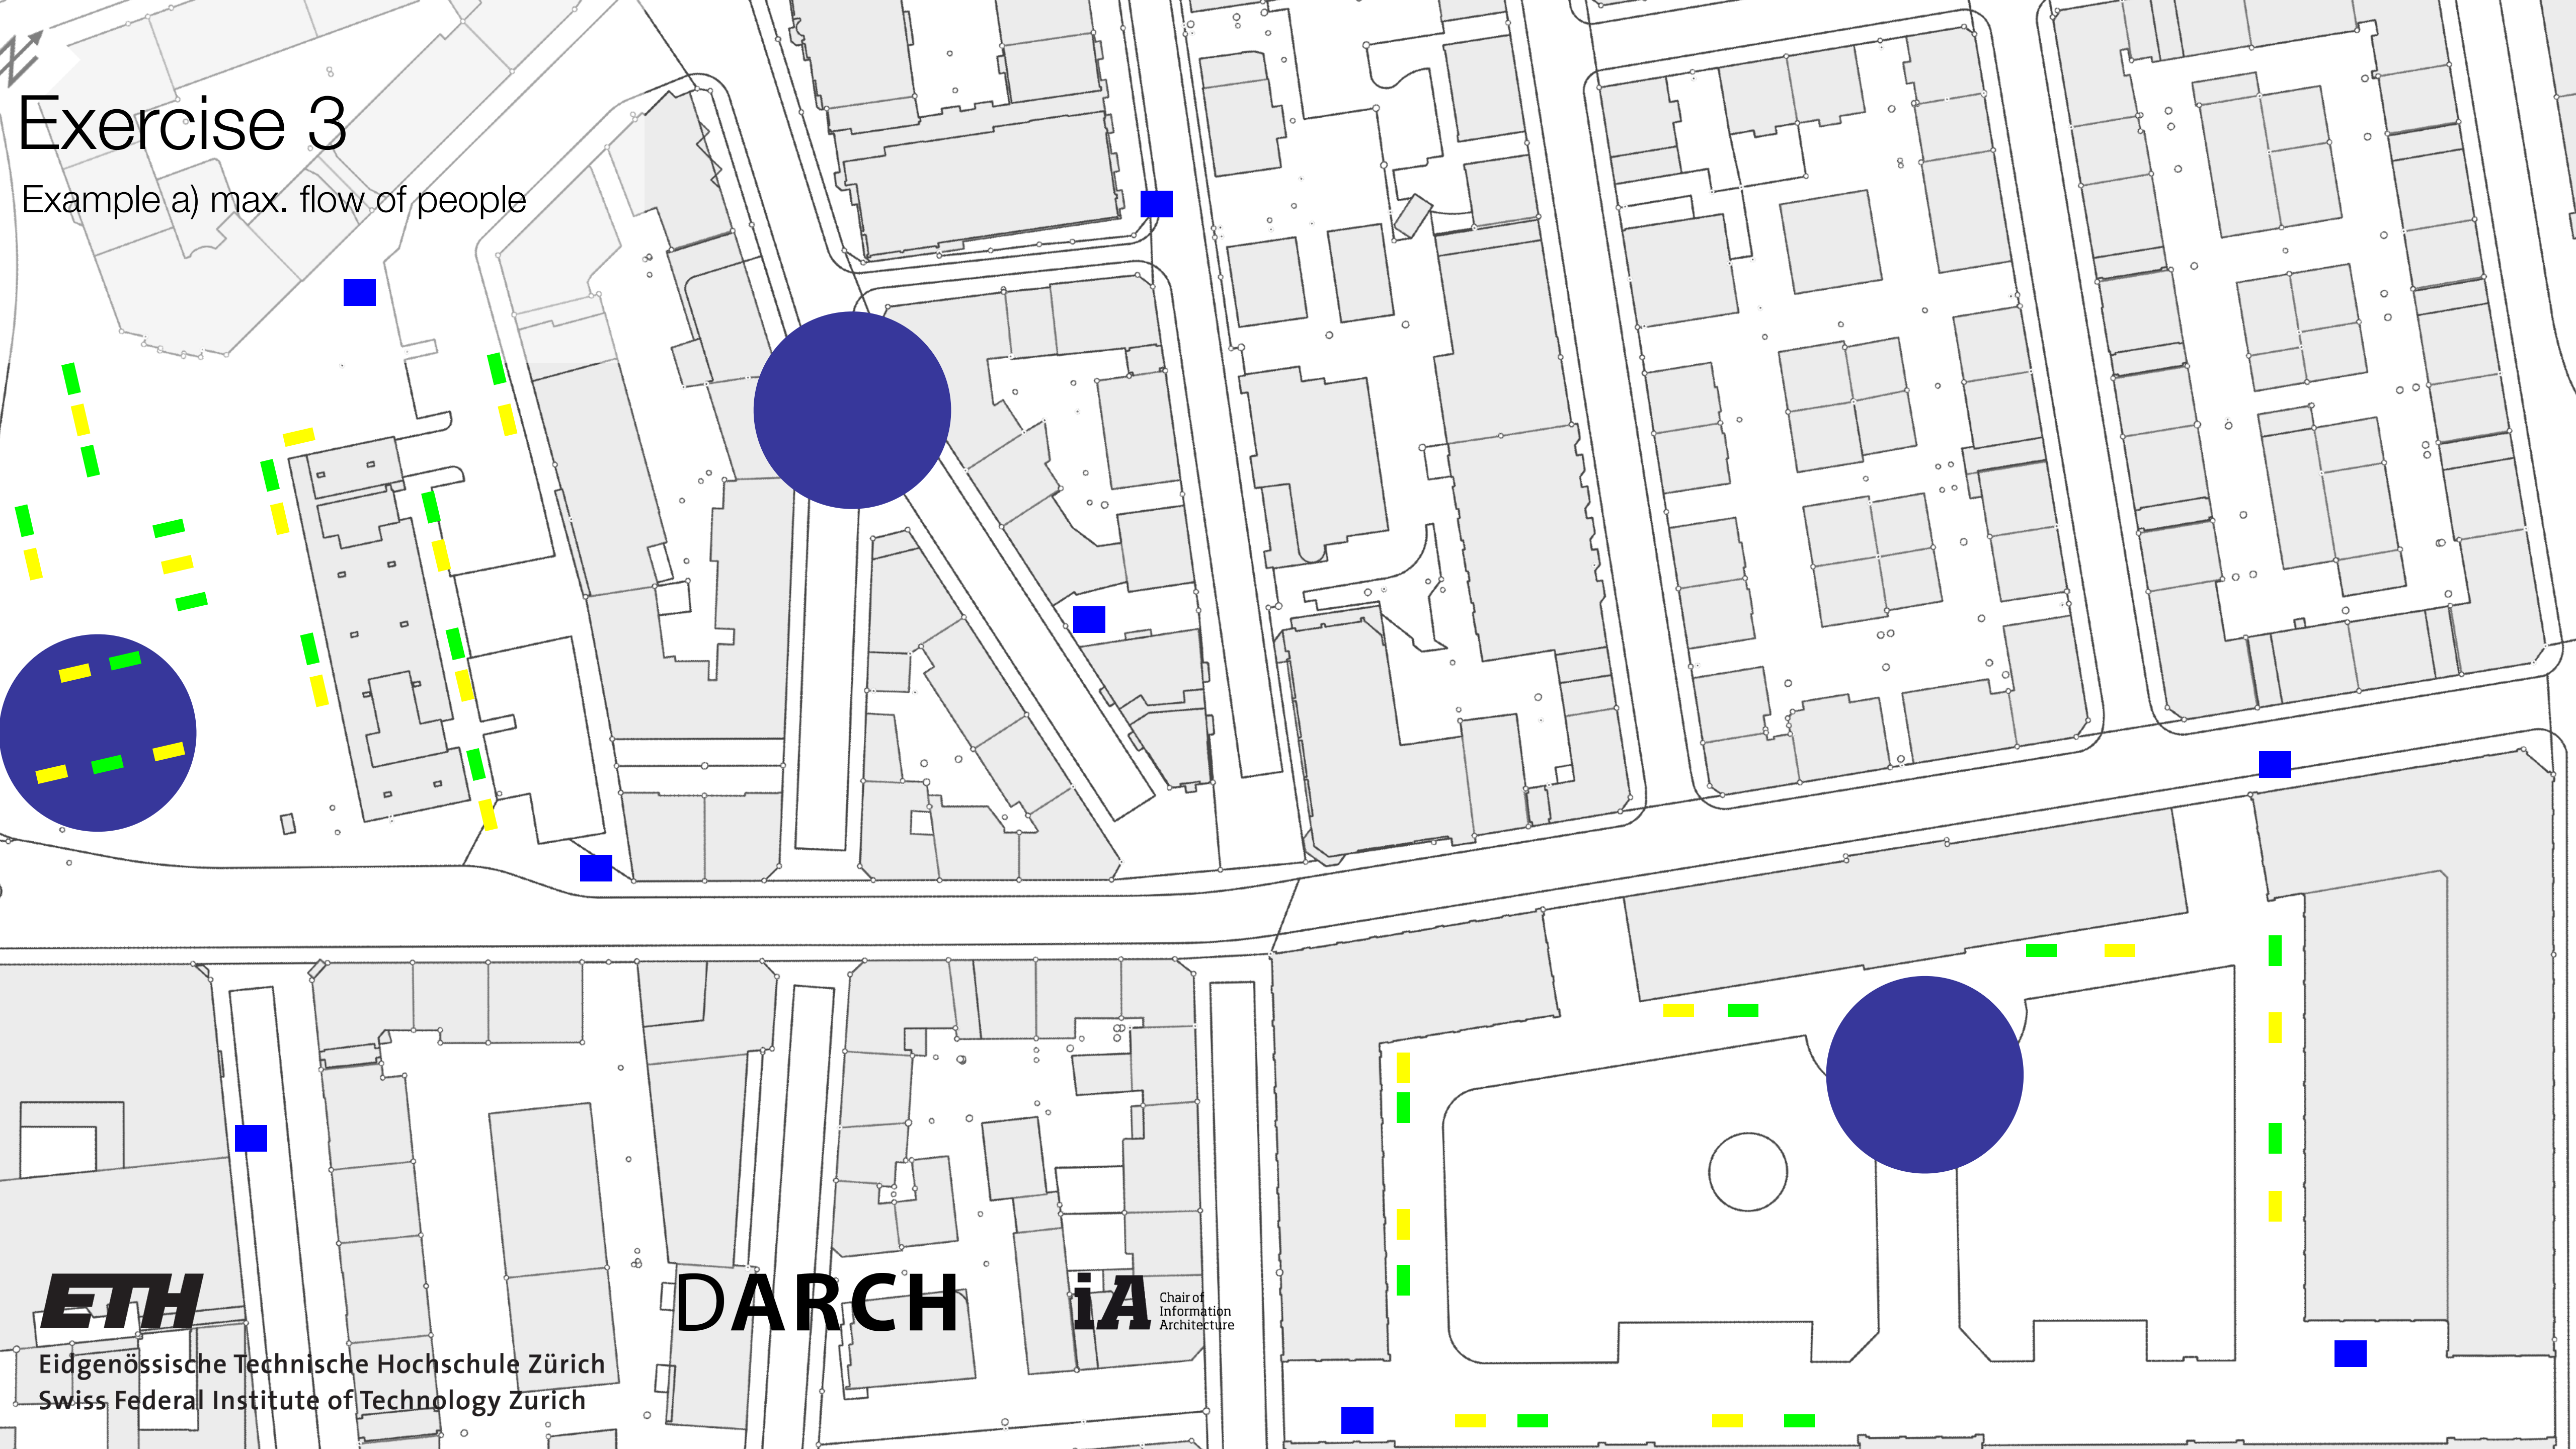 Exercise 3
Example a) max. flow of people
ETH
Eidgenössische Technische Hochschule Zürich
Swiss Federal Institute of Technology Zurich
DARCH
iA
Chair of
Information
Architecture